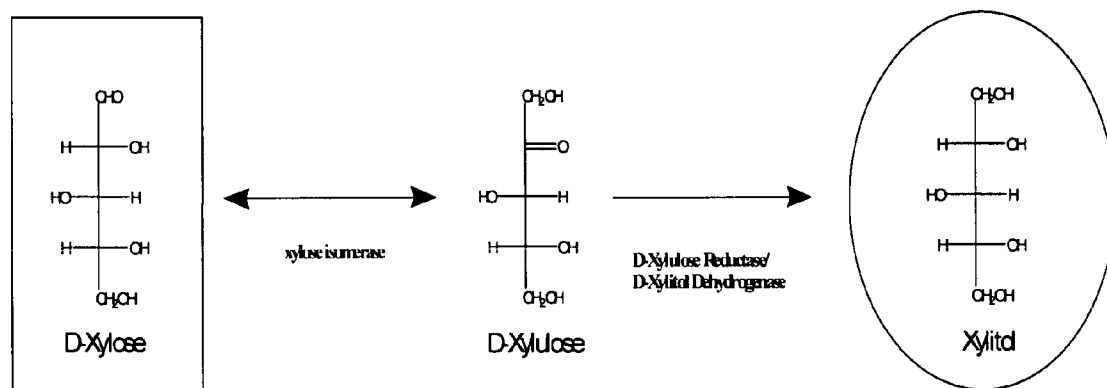 CHO
H OH
HO H
H OH
CH₂OH
D-Xylose
xylose isomerase
CH₂OH
O
HO H
H OH
CH₂OH
D-Xylulose
D-Xylulose Reductase/
D-Xylitol Dehydrogenase
CH₂OH
H OH
HO H
H OH
CH₂OH
Xylitol